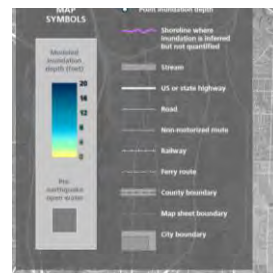 MAP
SYMBOLS
Modeled
inundation
depth (feet)
20
16
12
8
4
0
Pre-
earthquake
open water
Point inundation depth
Shoreline where
inundation is inferred
but not quantified
Stream
US or state highway
Road
Non-motorized route
Railway
Ferry route
County boundary
Map sheet boundary
City boundary